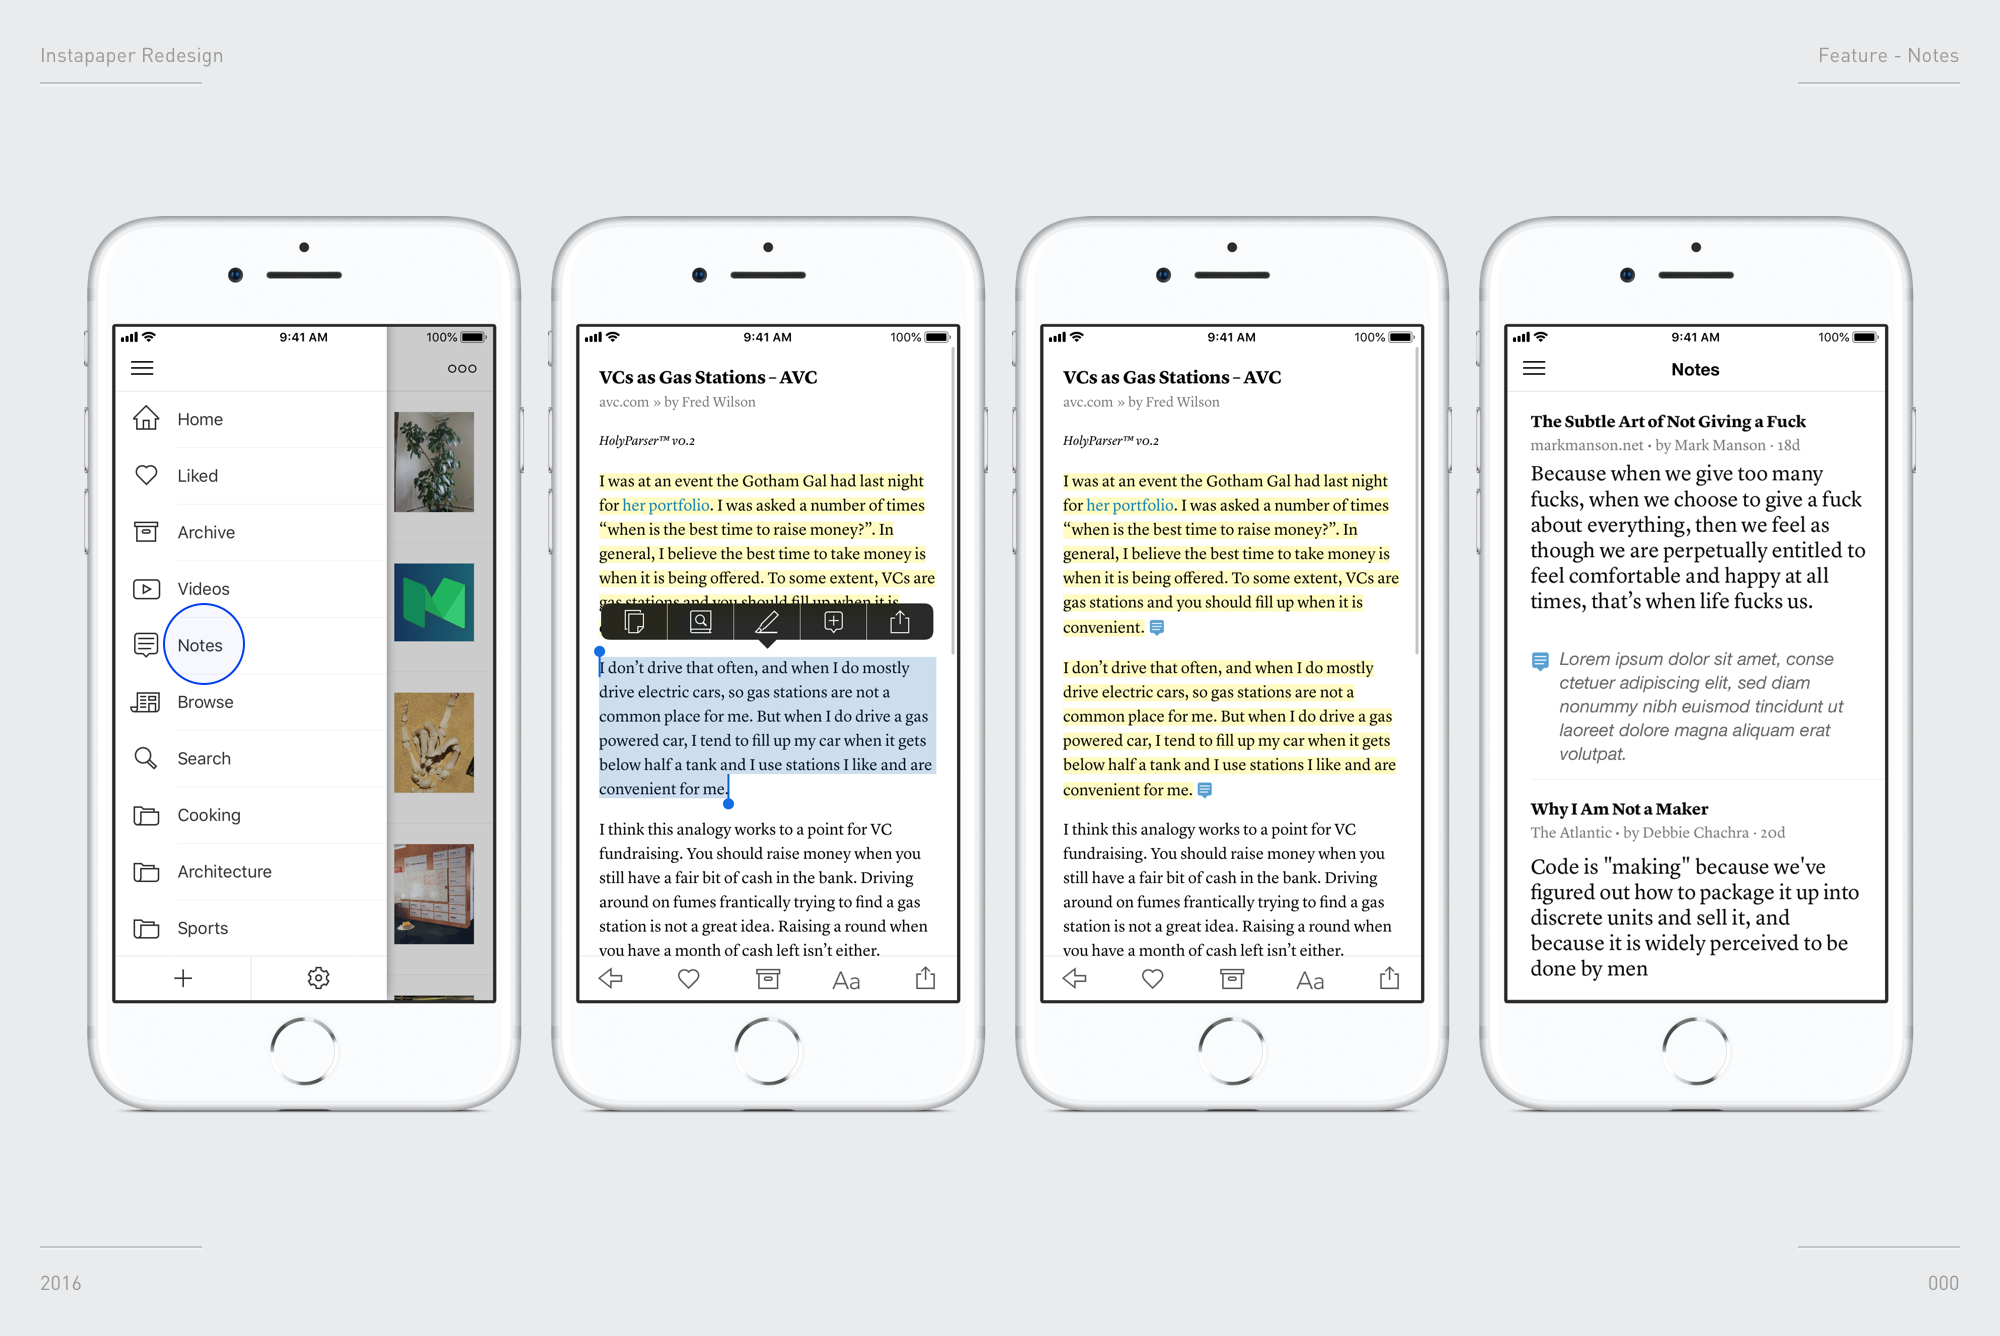 Instapaper Redesign
Feature - Notes
9:41 AM
100%
Home
Liked
Archive
Videos
Notes
Browse
Search
Cooking
Architecture
Sports
9:41 AM
100%
VCs as Gas Stations – AVC
avc.com » by Fred Wilson
HolyParser™ v0.2
I was at an event the Gotham Gal had last night
for her portfolio. I was asked a number of times
“when is the best time to raise money?”. In
general, I believe the best time to take money is
when it is being offered. To some extent, VCs are
gas stations and you should fill up when it is
I don’t drive that often, and when I do mostly
drive electric cars, so gas stations are not a
common place for me. But when I do drive a gas
powered car, I tend to fill up my car when it gets
below half a tank and I use stations I like and are
convenient for me.
I think this analogy works to a point for VC
fundraising. You should raise money when you
still have a fair bit of cash in the bank. Driving
around on fumes frantically trying to find a gas
station is not a great idea. Raising a round when
you have a month of cash left isn’t either.
Aa
9:41 AM
100%
VCs as Gas Stations – AVC
avc.com » by Fred Wilson
HolyParser™ v0.2
I was at an event the Gotham Gal had last night
for her portfolio. I was asked a number of times
“when is the best time to raise money?”. In
general, I believe the best time to take money is
when it is being offered. To some extent, VCs are
gas stations and you should fill up when it is
convenient.
I don’t drive that often, and when I do mostly
drive electric cars, so gas stations are not a
common place for me. But when I do drive a gas
powered car, I tend to fill up my car when it gets
below half a tank and I use stations I like and are
convenient for me.
I think this analogy works to a point for VC
fundraising. You should raise money when you
still have a fair bit of cash in the bank. Driving
around on fumes frantically trying to find a gas
station is not a great idea. Raising a round when
you have a month of cash left isn’t either.
Aa
9:41 AM
100%
Notes
The Subtle Art of Not Giving a Fuck
markmanson.net • by Mark Manson · 18d
Because when we give too many
fucks, when we choose to give a fuck
about everything, then we feel as
though we are perpetually entitled to
feel comfortable and happy at all
times, that’s when life fucks us.
Lorem ipsum dolor sit amet, conse
ctetuer adipiscing elit, sed diam
nonummy nibh euismod tincidunt ut
laoreet dolore magna aliquam erat
volutpat.
Why I Am Not a Maker
The Atlantic • by Debbie Chachra · 20d
Code is "making" because we've
figured out how to package it up into
discrete units and sell it, and
because it is widely perceived to be
done by men
2016
000